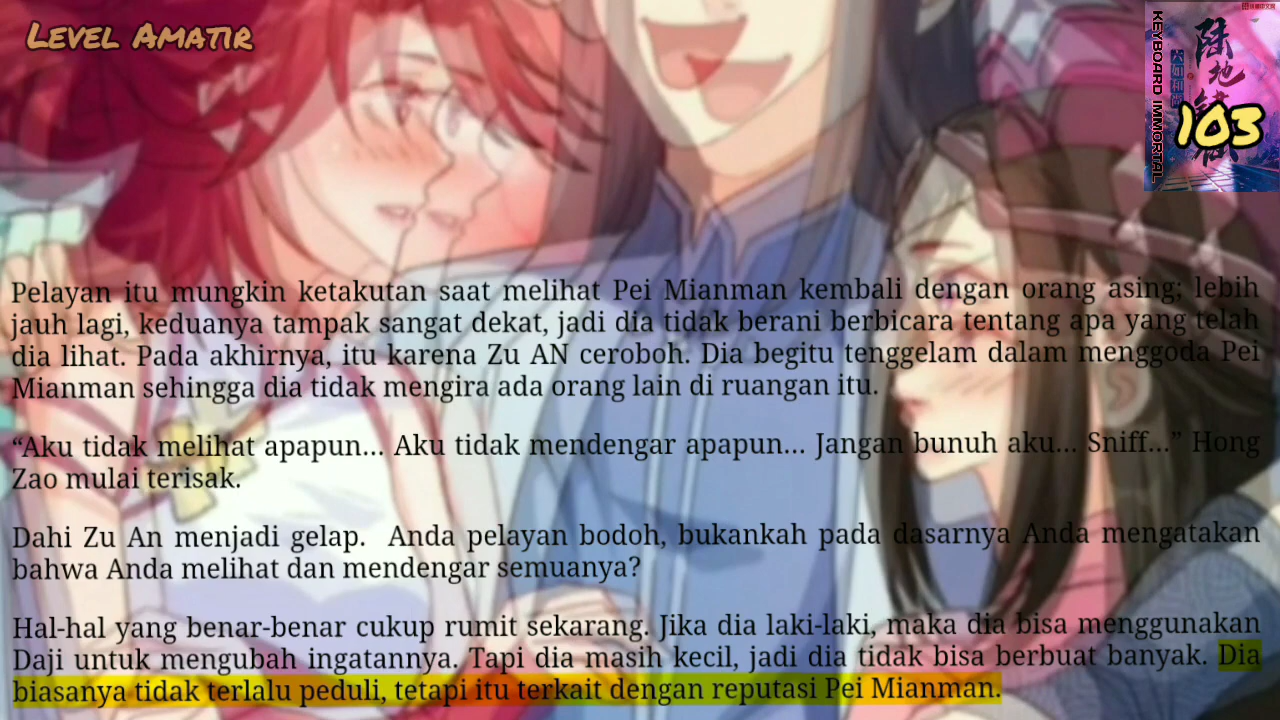 Level Amatir
KEYBOARD IMMORTAL
陸地鍵仙
103
Pelayan itu mungkin ketakutan saat melihat Pei Mianman kembali dengan orang asing; lebih
jauh lagi, keduanya tampak sangat dekat, jadi dia tidak berani berbicara tentang apa yang telah
dia lihat. Pada akhirnya, itu karena Zu AN ceroboh. Dia begitu tenggelam dalam menggoda Pei
Mianman sehingga dia tidak mengira ada orang lain di ruangan itu.
“Aku tidak melihat apapun... Aku tidak mendengar apapun... Jangan bunuh aku... Sniff...” Hong
Zao mulai terisak.
Dahi Zu An menjadi gelap.  Anda pelayan bodoh, bukankah pada dasarnya Anda mengatakan
bahwa Anda melihat dan mendengar semuanya?
Hal-hal yang benar-benar cukup rumit sekarang. Jika dia laki-laki, maka dia bisa menggunakan
Daji untuk mengubah ingatannya. Tapi dia masih kecil, jadi dia tidak bisa berbuat banyak. Dia
biasanya tidak terlalu peduli, tetapi itu terkait dengan reputasi Pei Mianman.